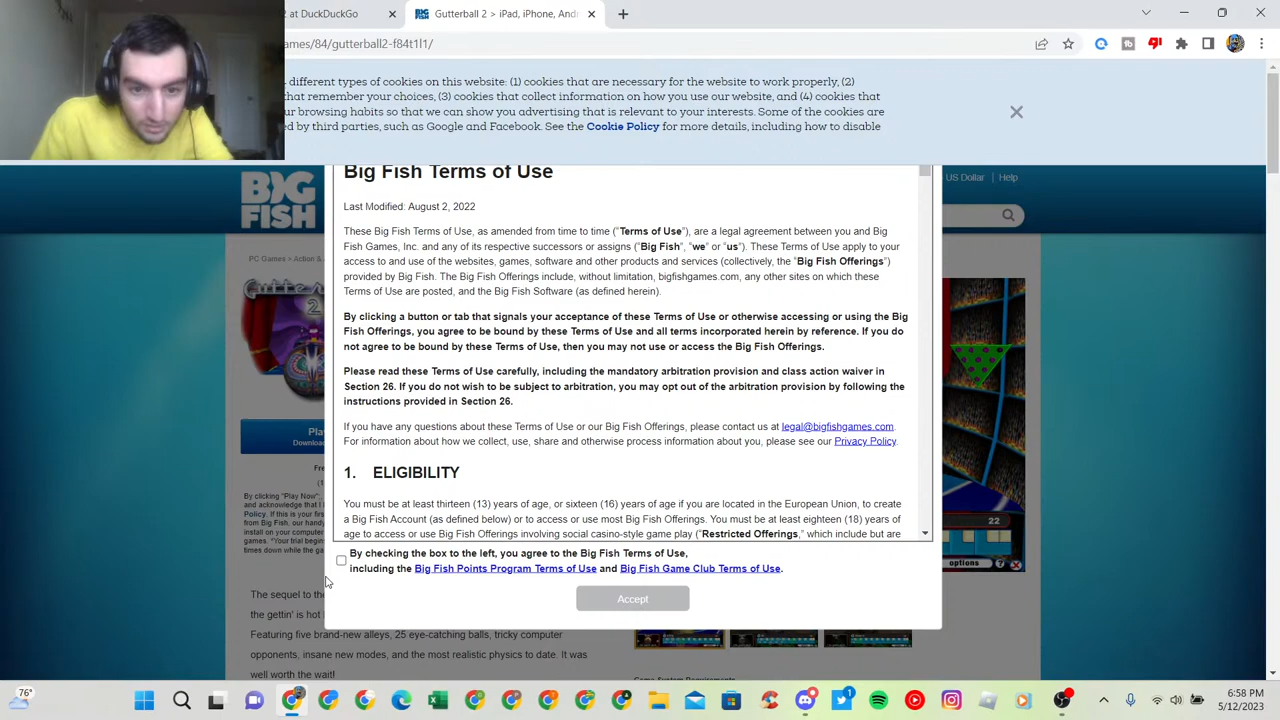 2 at DuckDuckGo
Gutterball 2 > iPad, iPhone, And
ames/84/gutterball2-f84t1l1/
different types of cookies on this website: (1) cookies that are necessary for the website to work properly, (2)
that remember your choices, (3) cookies that collect information on how you use our website, and (4) cookies that
ur browsing habits so that we can show you advertising that is relevant to your interests. Some of the cookies are
ed by third parties, such as Google and Facebook. See the Cookie Policy for more details, including how to disable
BIG
FISH
US Dollar | Help
Big Fish Terms of Use
Last Modified: August 2, 2022
These Big Fish Terms of Use, as amended from time to time ("Terms of Use"), are a legal agreement between you and Big
Fish Games, Inc. and any of its respective successors or assigns ("Big Fish", "we" or "us"). These Terms of Use apply to your
access to and use of the websites, games, software and other products and services (collectively, the "Big Fish Offerings")
provided by Big Fish. The Big Fish Offerings include, without limitation, bigfishgames.com, any other sites on which these
Terms of Use are posted, and the Big Fish Software (as defined herein).
By clicking a button or tab that signals your acceptance of these Terms of Use or otherwise accessing or using the Big
Fish Offerings, you agree to be bound by these Terms of Use and all terms incorporated herein by reference. If you do
not agree to be bound by these Terms of Use, then you may not use or access the Big Fish Offerings.
Please read these Terms of Use carefully, including the mandatory arbitration provision and class action waiver in
Section 26. If you do not wish to be subject to arbitration, you may opt out of the arbitration provision by following the
instructions provided in Section 26.
If you have any questions about these Terms of Use or our Big Fish Offerings, please contact us at legal@bigfishgames.com.
For information about how we collect, use, share and otherwise process information about you, please see our Privacy Policy.
1. ELIGIBILITY
You must be at least thirteen (13) years of age, or sixteen (16) years of age if you are located in the European Union, to create
a Big Fish Account (as defined below) or to access or use most Big Fish Offerings. You must be at least eighteen (18) years of
age to access or use Big Fish Offerings involving social casino-style game play ("Restricted Offerings," which include but are
By checking the box to the left, you agree to the Big Fish Terms of Use,
including the Big Fish Points Program Terms of Use and Big Fish Game Club Terms of Use.
Accept
PC Games > Action &
Gutter
2
Pla
Download
Fre
(1
By clicking "Play Now";
and acknowledge that I
Policy. If this is your firs
from Big Fish, our handy
install on your compute
games. *Your trial begin
times down while the ga
22
options
The sequel to the
the gettin' is hot
Featuring five brand-new alleys, 25 eye-catching balls, tricky computer
opponents, insane new modes, and the most realistic physics to date. It was
well worth the wait!
Game System Requirements
76°
1
6:58 PM
5/12/2023